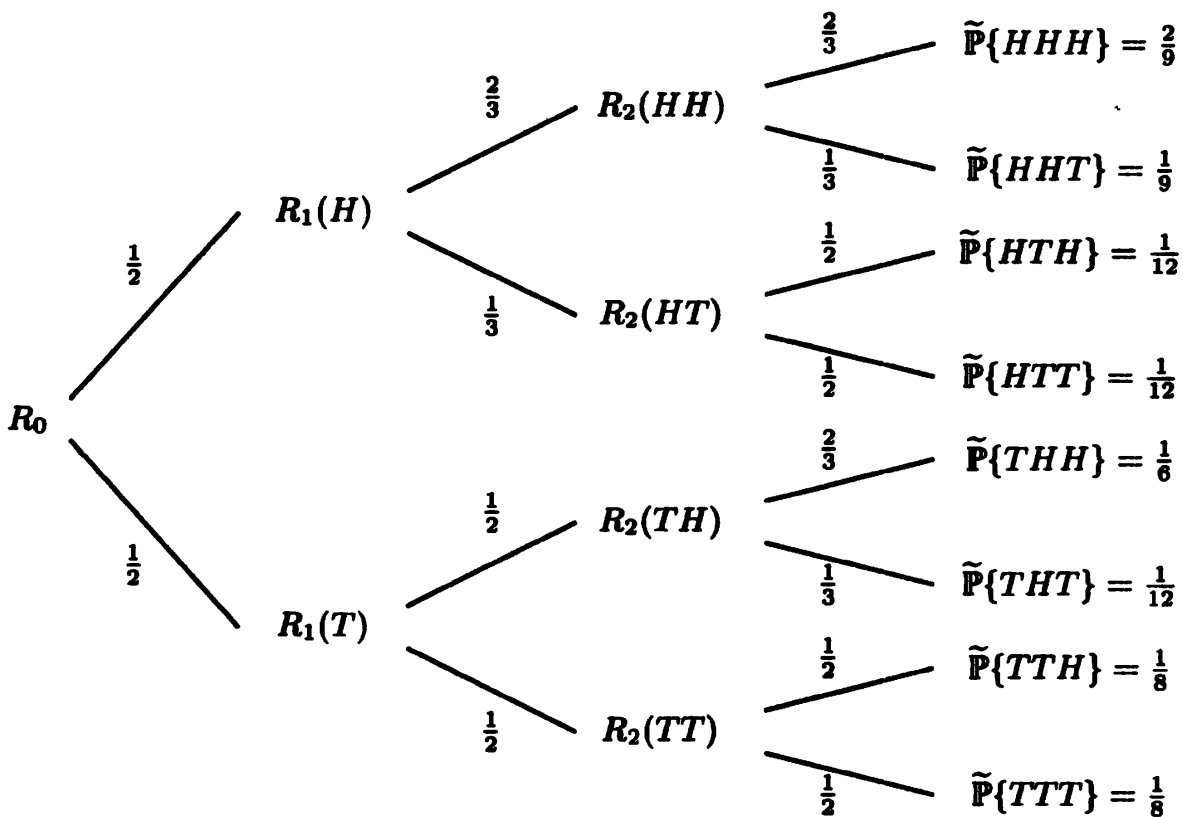 2/3 P̃{HHH} = 2/9
2/3 R₂(HH)
1/3 P̃{HHT} = 1/9
R₁(H)
1/2 P̃{HTH} = 1/12
1/2
1/3 R₂(HT)
1/2 P̃{HTT} = 1/12
R₀
2/3 P̃{THH} = 1/6
1/2 R₂(TH)
1/2
1/3 P̃{THT} = 1/12
R₁(T)
1/2 P̃{TTH} = 1/8
1/2 R₂(TT)
1/2 P̃{TTT} = 1/8